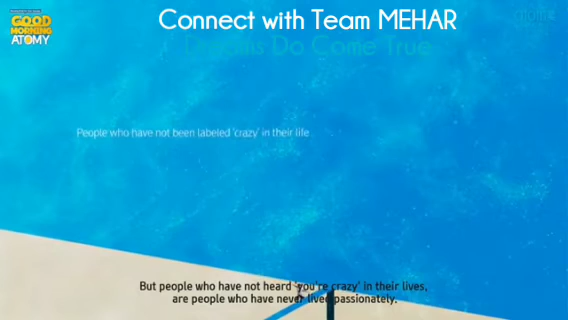 GOOD
MORNING
ATOMY
Connect with Team MEHAR
Dreams Do Come True
People who have not been labeled 'crazy' in their life
But people who have not heard 'you're crazy' in their lives,
are people who have never lived passionately.